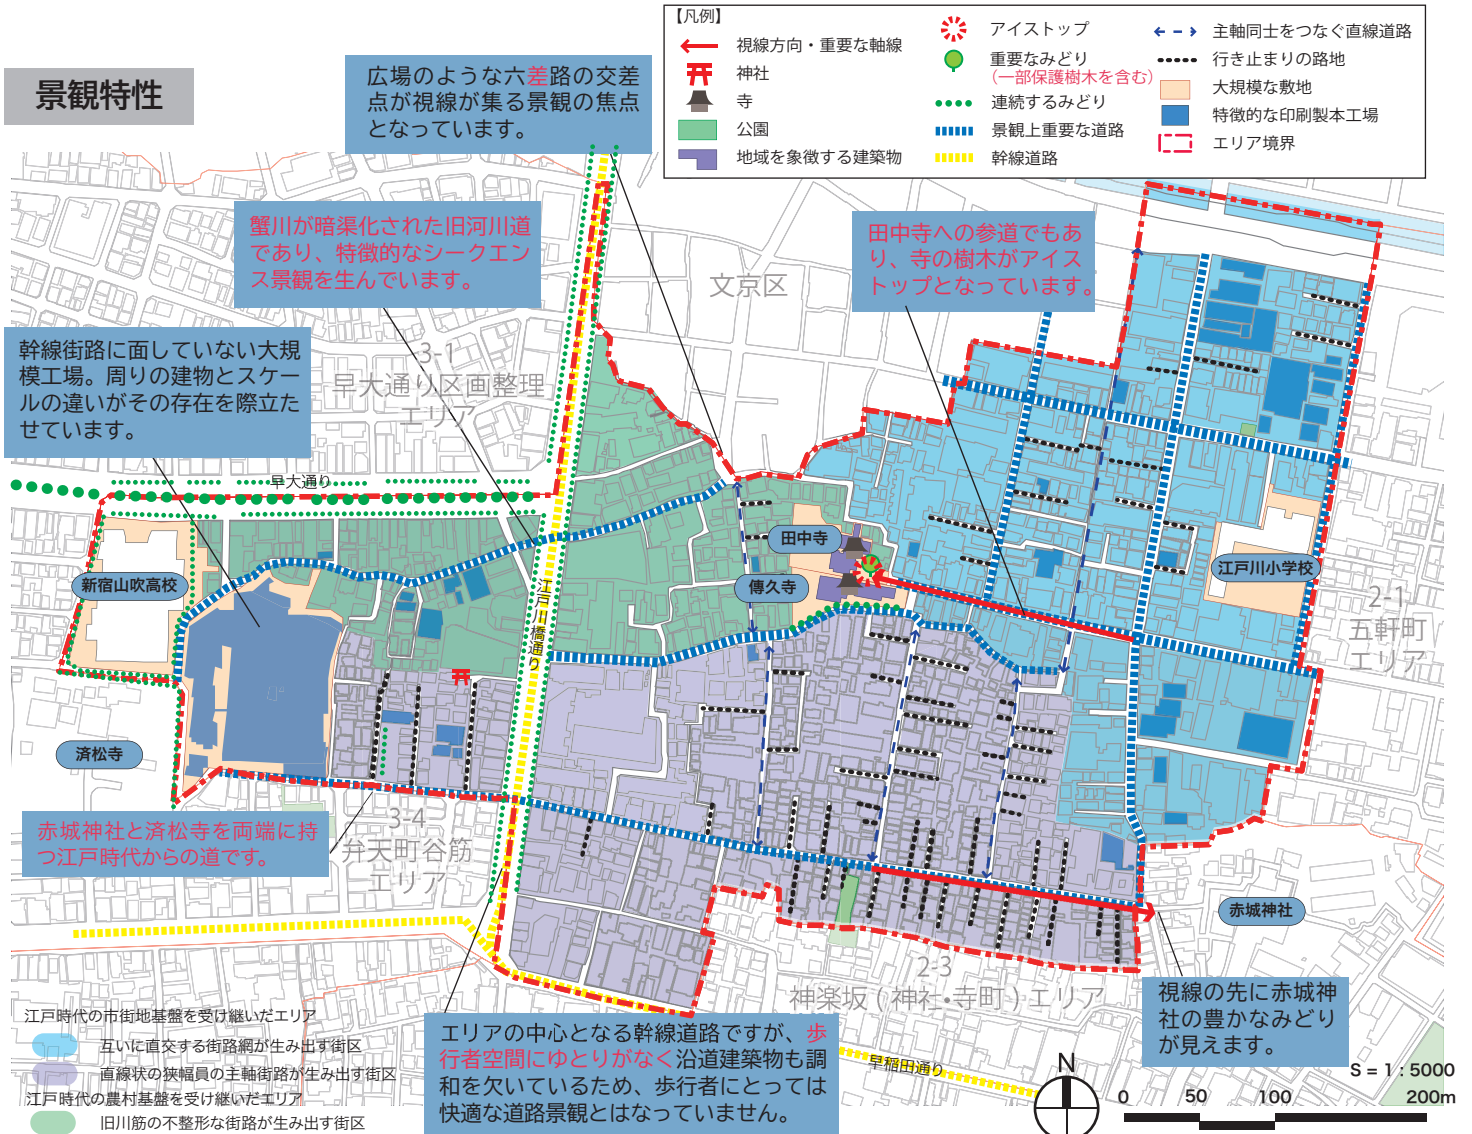 【凡例】
視線方向・重要な軸線
神社
寺
公園
地域を象徴する建築物
アイストップ
重要なみどり
（一部保護樹木を含む）
連続するみどり
景観上重要な道路
幹線道路
主軸同士をつなぐ直線道路
行き止まりの路地
大規模な敷地
特徴的な印刷製本工場
エリア境界
景観特性
広場のような六差路の交差
点が視線が集る景観の焦点
となっています。
蟹川が暗渠化された旧河川道
であり、特徴的なシークエン
ス景観を生んでいます。
田中寺への参道でもあ
り、寺の樹木がアイス
トップとなっています。
文京区
幹線街路に面していない大規
模工場。周りの建物とスケー
ルの違いがその存在を際立た
せています。
3-1
早大通り区画整理
エリア
早大通り
田中寺
新宿山吹高校
傳久寺
江戸川小学校
江戸川橋通り
2-1
五軒町
エリア
済松寺
赤城神社と済松寺を両端に持
つ江戸時代からの道です。
3-4
弁天町谷筋
エリア
赤城神社
2-3
神楽坂(神社・寺町)エリア
視線の先に赤城神
社の豊かなみどり
が見えます。
エリアの中心となる幹線道路ですが、歩
行者空間にゆとりがなく沿道建築物も調
和を欠いているため、歩行者にとっては
快適な道路景観とはなっていません。
早稲田通り
江戸時代の市街地基盤を受け継いだエリア
互いに直交する街路網が生み出す街区
直線状の狭幅員の主軸街路が生み出す街区
江戸時代の農村基盤を受け継いだエリア
旧川筋の不整形な街路が生み出す街区
N
S = 1 : 5000
0 50 100 200m